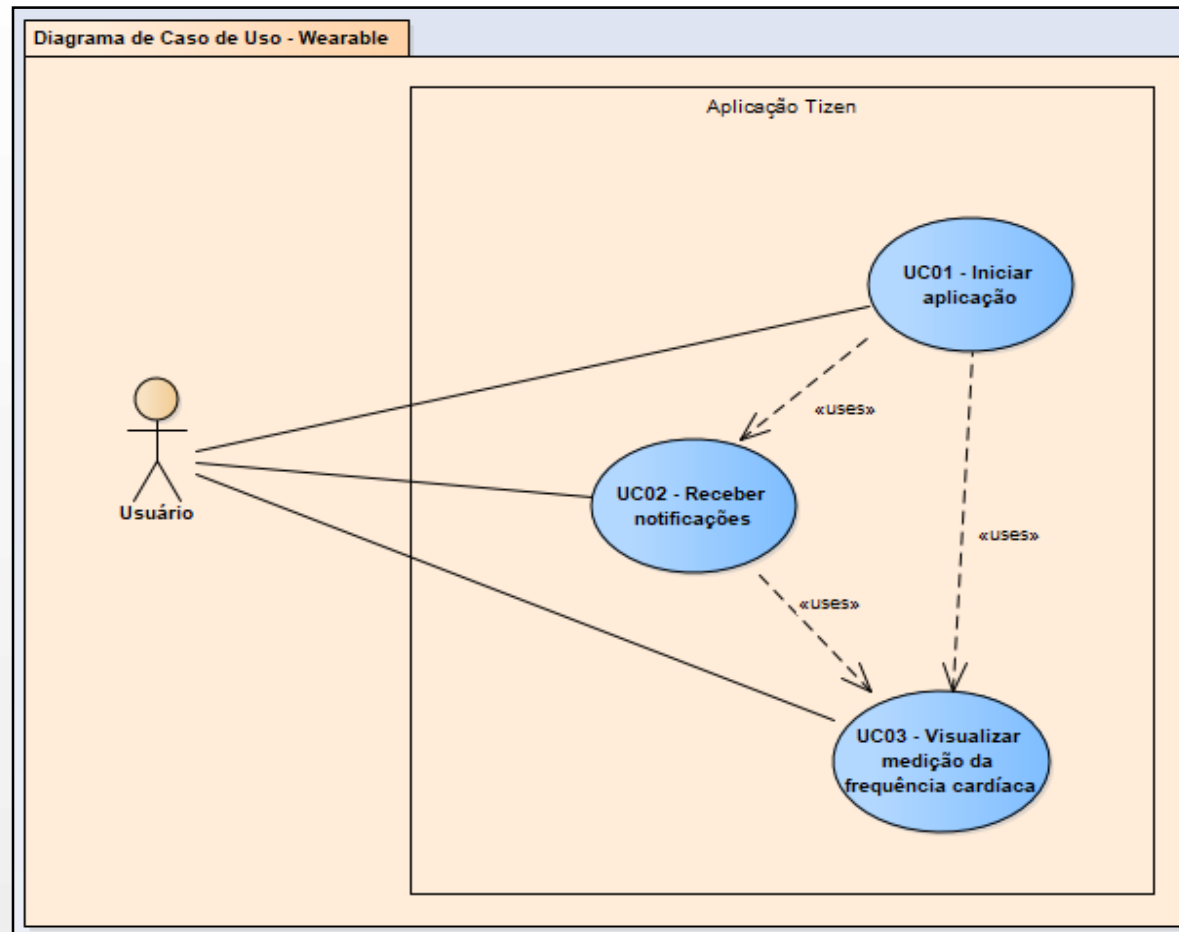 Diagrama de Caso de Uso - Wearable
Aplicação Tizen
UC01 - Iniciar
aplicação
«uses»
UC02 - Receber
notificações
Usuário
«uses»
«uses»
UC03 - Visualizar
medição da
frequência cardíaca